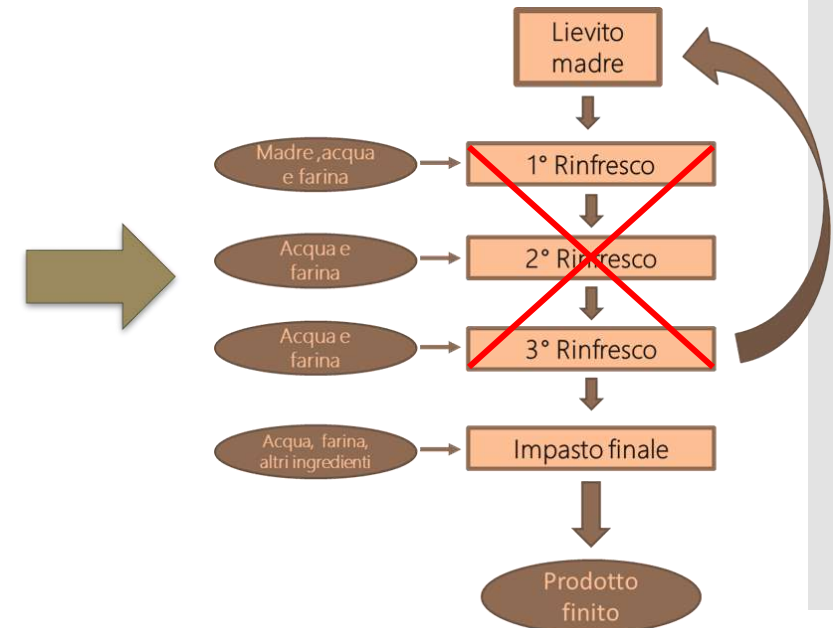 Lievito
madre
Madre ,acqua
e farina
1° Rinfresco
Acqua e
farina
2° Rinfresco
Acqua e
farina
3° Rinfresco
Acqua, farina,
altri ingredienti
Impasto finale
Prodotto
finito